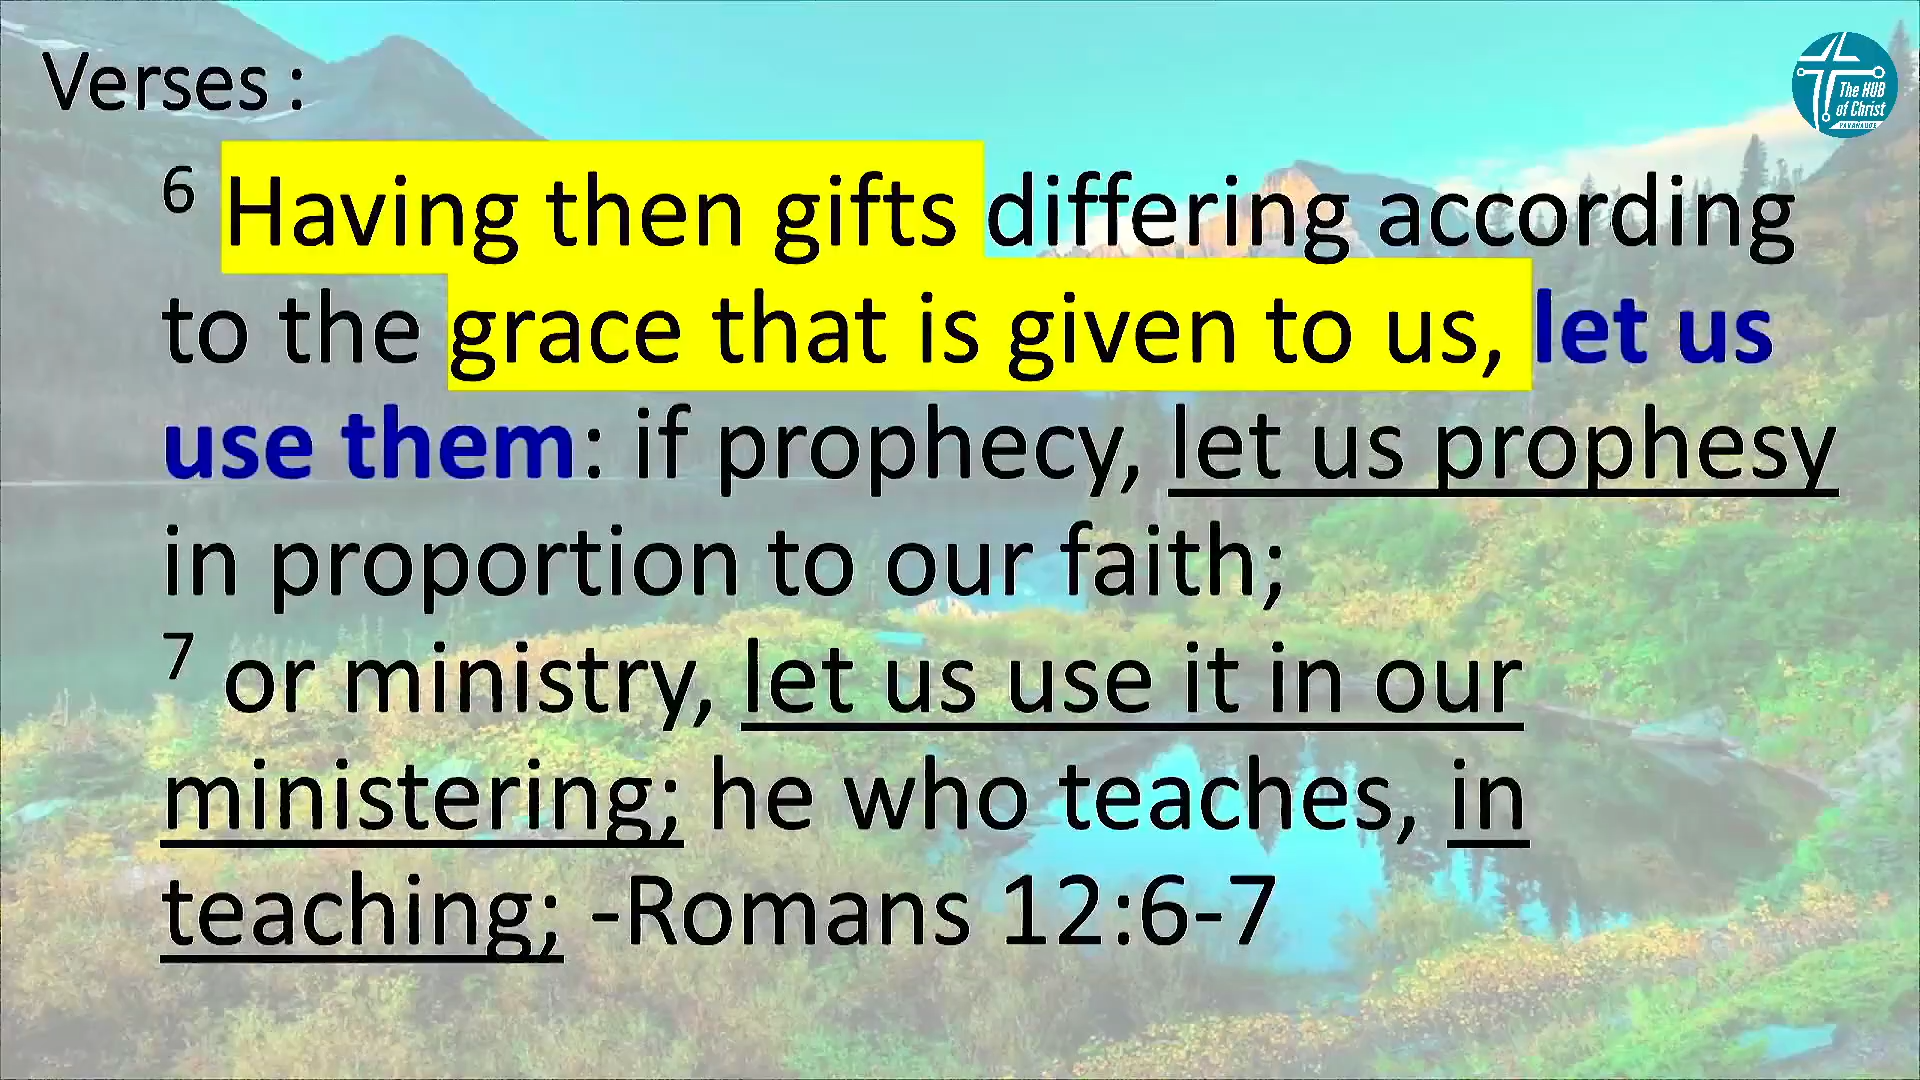 Verses :
The HUB
of Christ
6 Having then gifts differing according
to the grace that is given to us, let us
use them: if prophecy, let us prophesy
in proportion to our faith;
7 or ministry, let us use it in our
ministering; he who teaches, in
teaching; -Romans 12:6-7